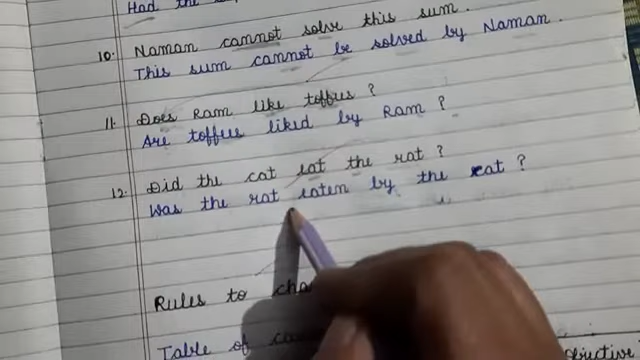 Had the
10. Naman cannot solve this sum.
This sum cannot be solved by Naman.
11. Does Ram like toffees ?
Are toffees liked by Ram ?
12. Did the cat eat the rat ?
Was the rat eaten by the cat ?
Rules to
Table of
objective